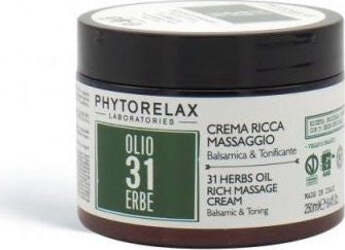 PHYTORELAX
LABORATORIES
OLIO
31
ERBE
CREMA RICCA
MASSAGGIO
Balsamica & Tonificante
31 HERBS OIL
RICH MASSAGE
CREAM
Balsamic & Toning
MADE IN ITALY